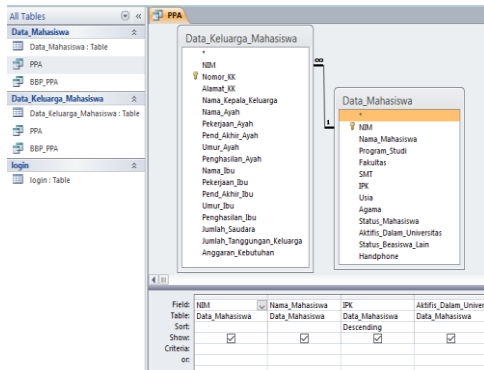 All Tables
Data_Mahasiswa
Data_Mahasiswa : Table
PPA
BBP_PPA
Data_Keluarga_Mahasiswa
Data_Keluarga_Mahasiswa : Table
PPA
BBP_PPA
login
login : Table
PPA
Data_Keluarga_Mahasiswa
*
NIM
Nomor_KK
Alamat_KK
Nama_Kepala_Keluarga
Nama_Ayah
Pekerjaan_Ayah
Pend_Akhir_Ayah
Umur_Ayah
Penghasilan_Ayah
Nama_Ibu
Pekerjaan_Ibu
Pend_Akhir_Ibu
Umur_Ibu
Penghasilan_Ibu
Jumlah_Saudara
Jumlah_Tanggungan_Keluarga
Anggaran_Kebutuhan
∞
1
Data_Mahasiswa
*
NIM
Nama_Mahasiswa
Program_Studi
Fakultas
SMT
IPK
Usia
Agama
Status_Mahasiswa
Aktifis_Dalam_Universitas
Status_Beasiswa_Lain
Handphone
Field: NIM Nama_Mahasiswa IPK Aktifis_Dalam_Univer
Table: Data_Mahasiswa Data_Mahasiswa Data_Mahasiswa Data_Mahasiswa
Sort: Descending
Show:
Criteria:
or: